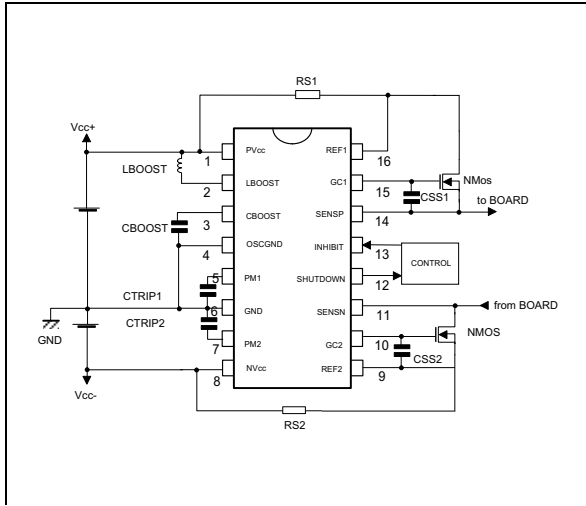 RS1
Vcc+
LBOOST
1
PVcc
REF1
16
2
LBOOST
GC1
15
NMos
CSS1
to BOARD
CBOOST
3
CBOOST
SENSP
14
4
OSCGND
INHIBIT
13
CONTROL
5
PM1
SHUTDOWN
12
CTRIP1
6
GND
SENSN
11
from BOARD
GND
CTRIP2
7
PM2
GC2
10
NMOS
CSS2
8
NVcc
REF2
9
Vcc-
RS2